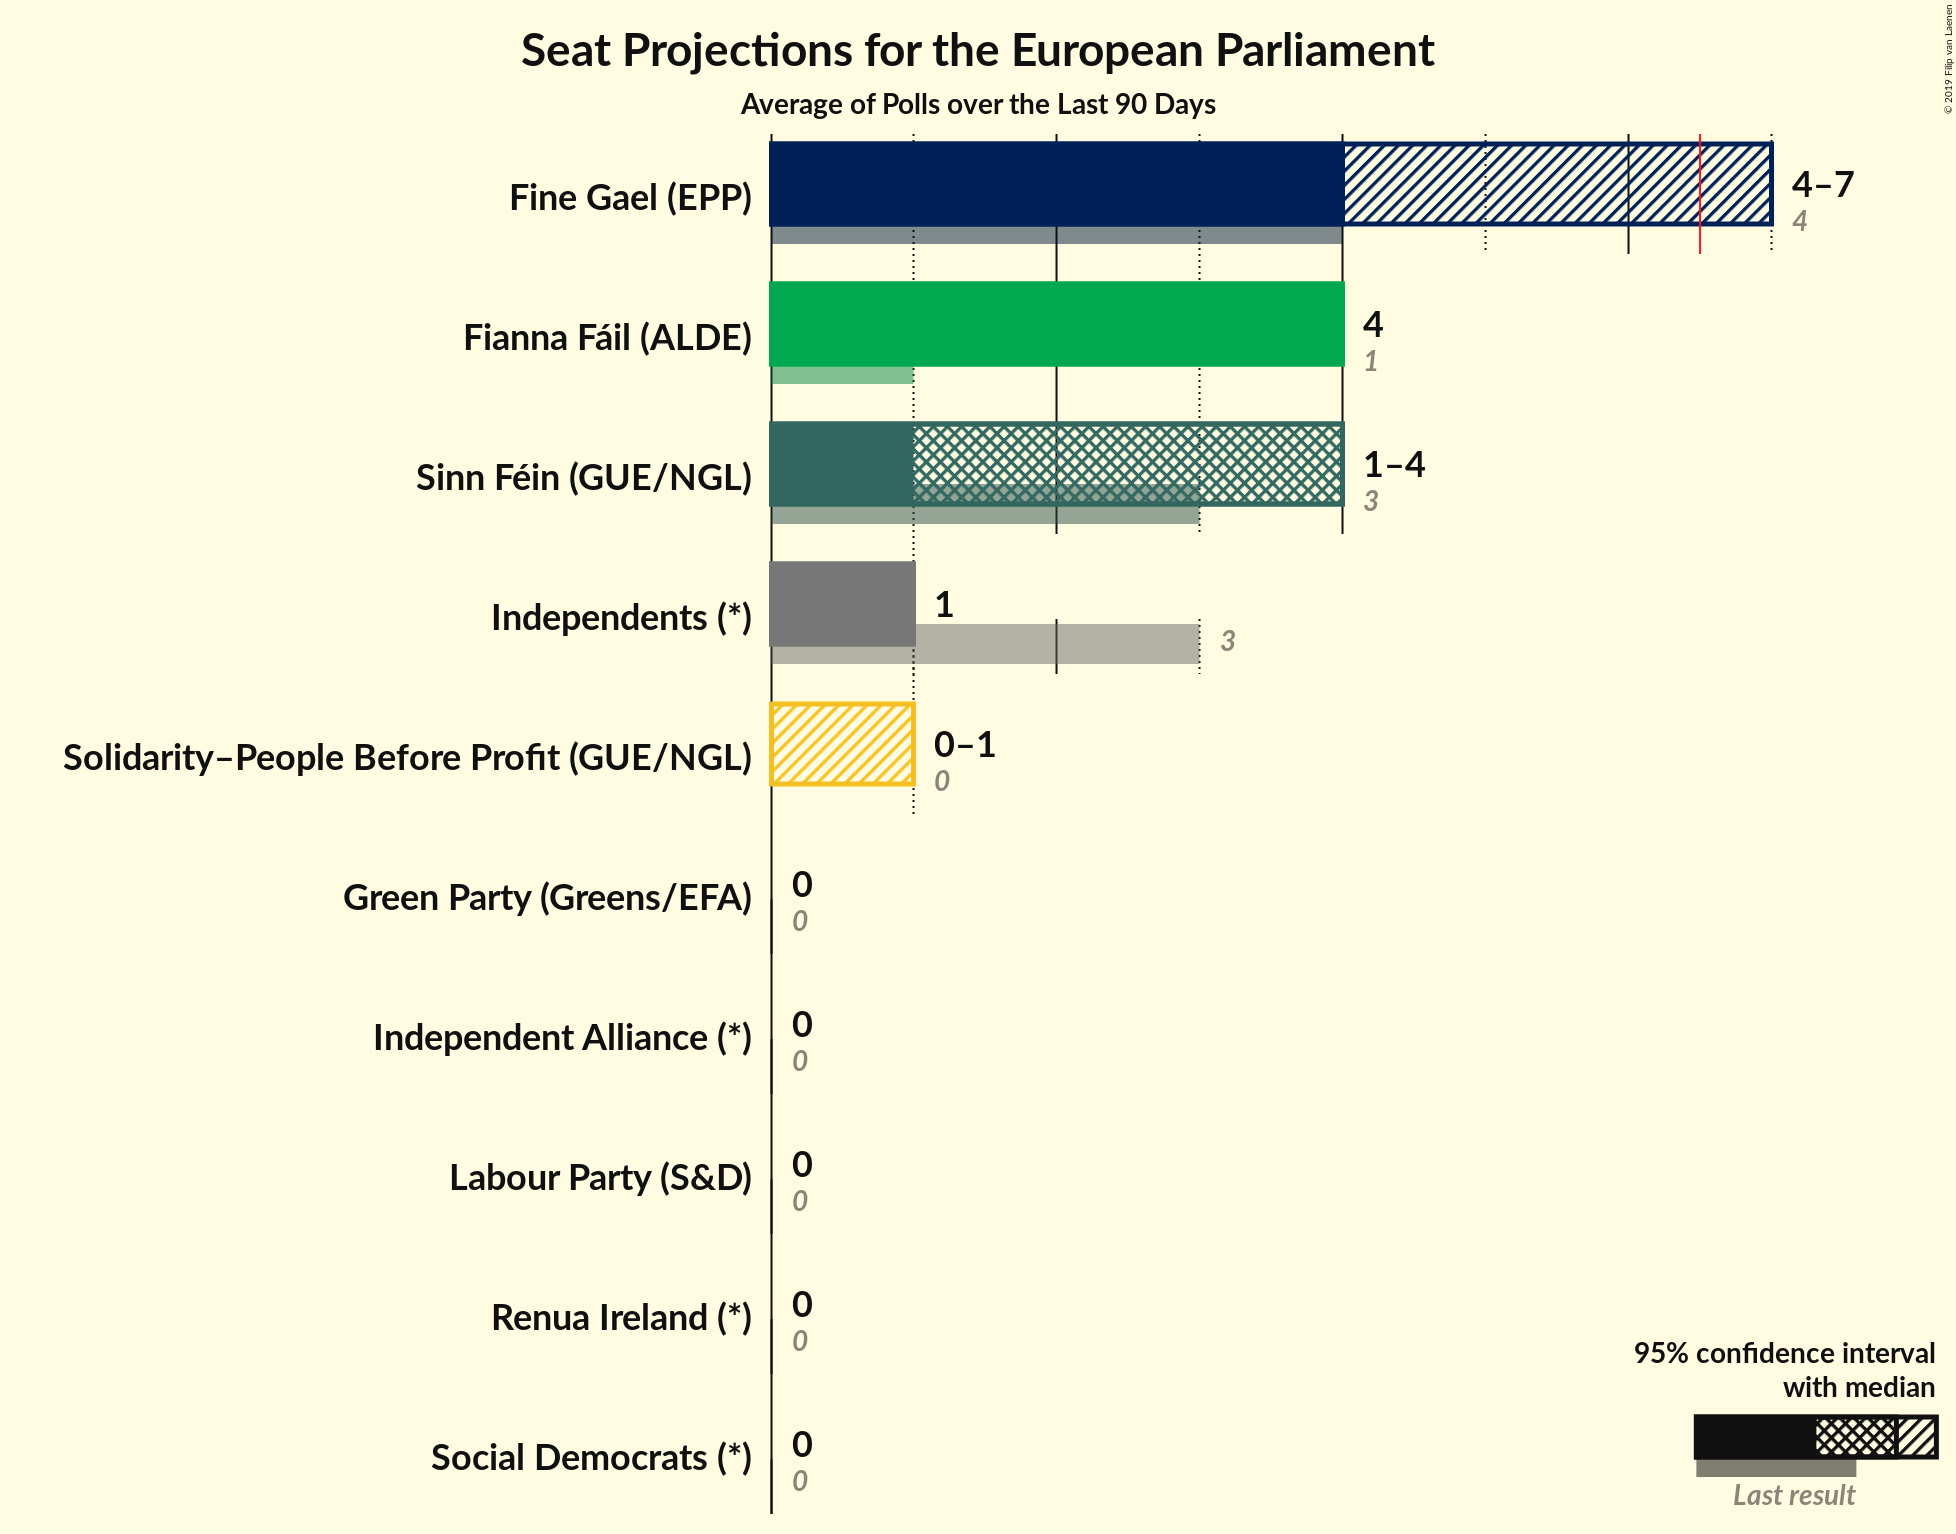 Seat Projections for the European Parliament
Average of Polls over the Last 90 Days
© 2019 Filip van Laenen
Fine Gael (EPP)
4–7
4
Fianna Fáil (ALDE)
4
1
Sinn Féin (GUE/NGL)
1–4
3
Independents (*)
1
3
Solidarity–People Before Profit (GUE/NGL)
0–1
0
Green Party (Greens/EFA)
0
0
Independent Alliance (*)
0
0
Labour Party (S&D)
0
0
Renua Ireland (*)
0
0
Social Democrats (*)
0
0
95% confidence interval
with median
Last result